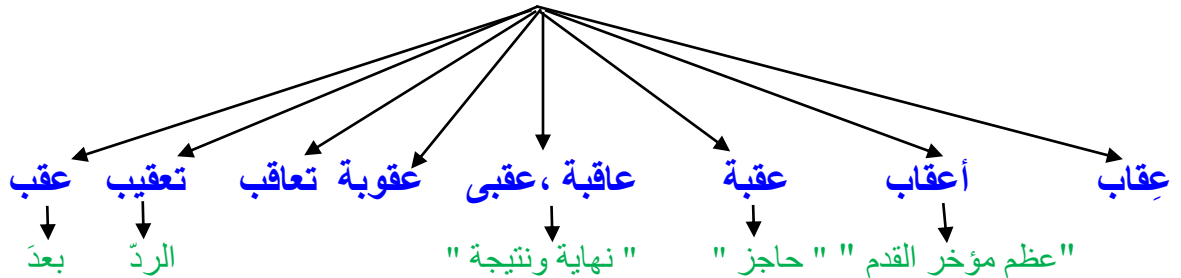 عِقاب أعقاب عقبة عاقبة ،عقبى عقوبة تعاقب تعقيب عقب
"عظم مؤخر القدم " " حاجز " " نهاية ونتيجة " الردّ بعدَ